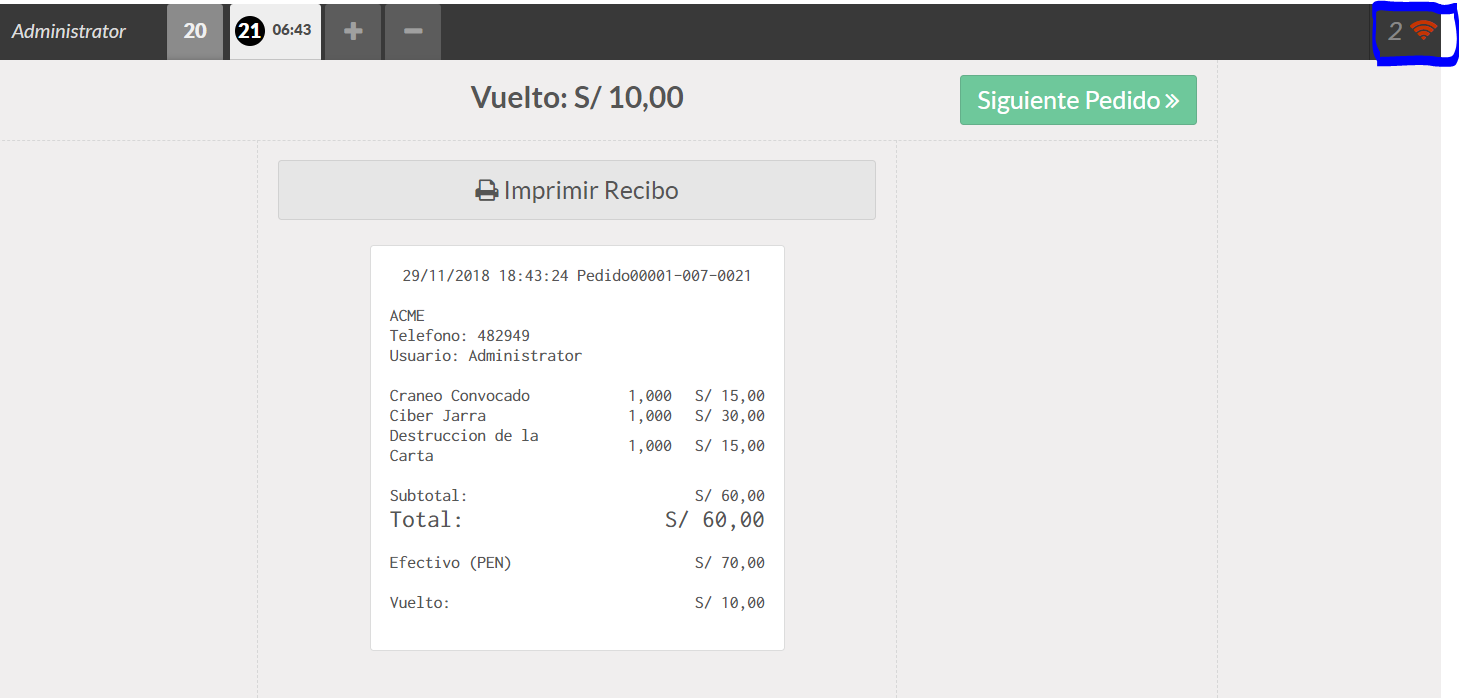 Administrator 20 21 06:43 + − 2
Vuelto: S/ 10,00 Siguiente Pedido »
Imprimir Recibo
29/11/2018 18:43:24 Pedido00001-007-0021
ACME
Telefono: 482949
Usuario: Administrator
Craneo Convocado 1,000 S/ 15,00
Ciber Jarra 1,000 S/ 30,00
Destruccion de la
Carta 1,000 S/ 15,00
Subtotal: S/ 60,00
Total: S/ 60,00
Efectivo (PEN) S/ 70,00
Vuelto: S/ 10,00